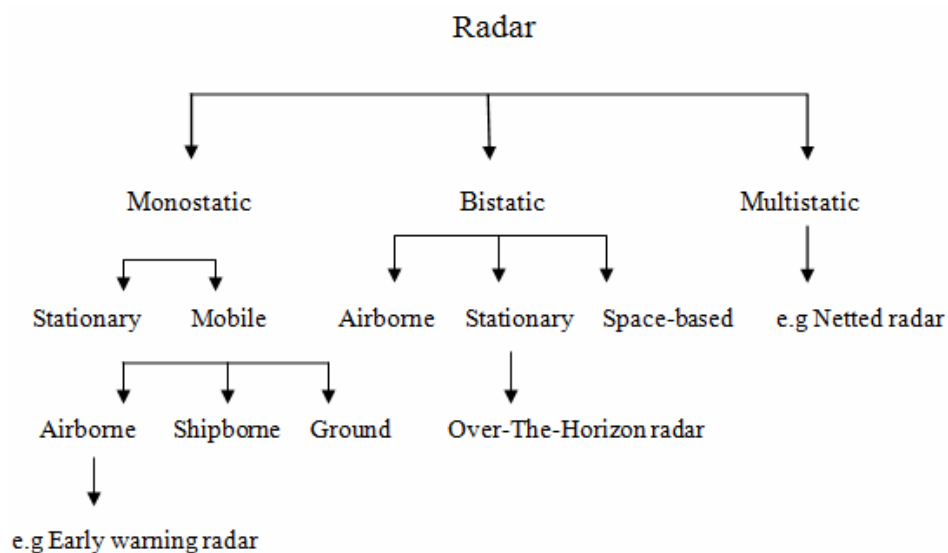 Radar
Monostatic Bistatic Multistatic
Stationary Mobile Airborne Stationary Space-based e.g Netted radar
Airborne Shipborne Ground Over-The-Horizon radar
e.g Early warning radar